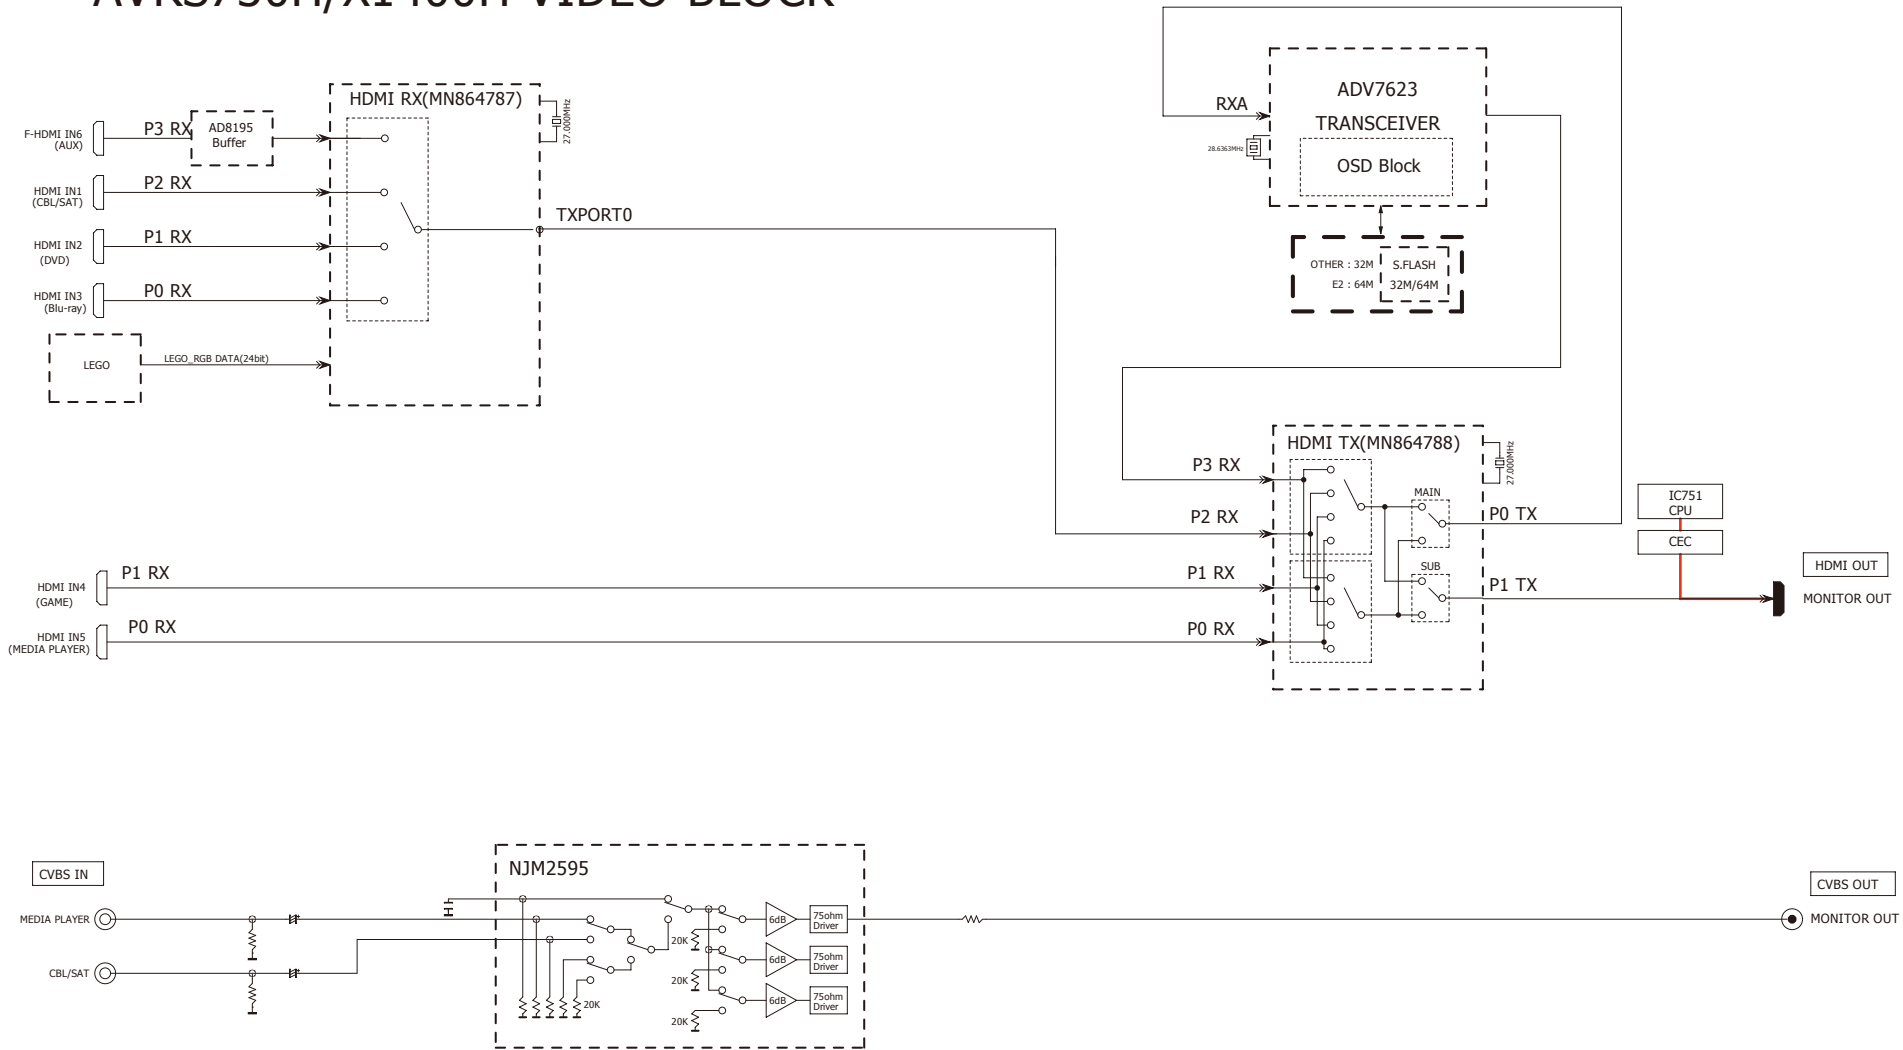 HDMI RX(MN864787)
27.000MHz
F-HDMI IN6
(AUX)
P3 RX
AD8195
Buffer
HDMI IN1
(CBL/SAT)
P2 RX
HDMI IN2
(DVD)
P1 RX
HDMI IN3
(Blu-ray)
P0 RX
LEGO
LEGO_RGB DATA(24bit)
TXPORT0
RXA
28.6363MHz
ADV7623
TRANSCEIVER
OSD Block
OTHER : 32M
E2 : 64M
S.FLASH
32M/64M
HDMI TX(MN864788)
27.000MHz
P3 RX
P2 RX
P1 RX
P0 RX
MAIN
SUB
P0 TX
P1 TX
IC751
CPU
CEC
HDMI OUT
MONITOR OUT
HDMI IN4
(GAME)
P1 RX
HDMI IN5
(MEDIA PLAYER)
P0 RX
CVBS IN
MEDIA PLAYER
CBL/SAT
NJM2595
20K
20K
20K
20K
6dB
75ohm
Driver
6dB
75ohm
Driver
6dB
75ohm
Driver
CVBS OUT
MONITOR OUT